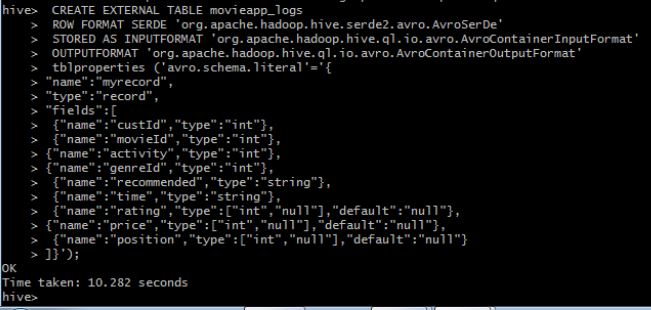 hive>  CREATE EXTERNAL TABLE movieapp_logs
    >  ROW FORMAT SERDE 'org.apache.hadoop.hive.serde2.avro.AvroSerDe'
    >  STORED AS INPUTFORMAT 'org.apache.hadoop.hive.ql.io.avro.AvroContainerInputFormat'
    >  OUTPUTFORMAT 'org.apache.hadoop.hive.ql.io.avro.AvroContainerOutputFormat'
    >  tblproperties ('avro.schema.literal'='{
    > "name":"myrecord",
    > "type":"record",
    > "fields":[
    >  {"name":"custId","type":"int"},
    >  {"name":"movieId","type":"int"},
    > {"name":"activity","type":"int"},
    > {"name":"genreId","type":"int"},
    >  {"name":"recommended","type":"string"},
    >  {"name":"time","type":"string"},
    >  {"name":"rating","type":["int","null"],"default":"null"},
    > {"name":"price","type":["int","null"],"default":"null"},
    >  {"name":"position","type":["int","null"],"default":"null"}
    > ]}');
OK
Time taken: 10.282 seconds
hive>